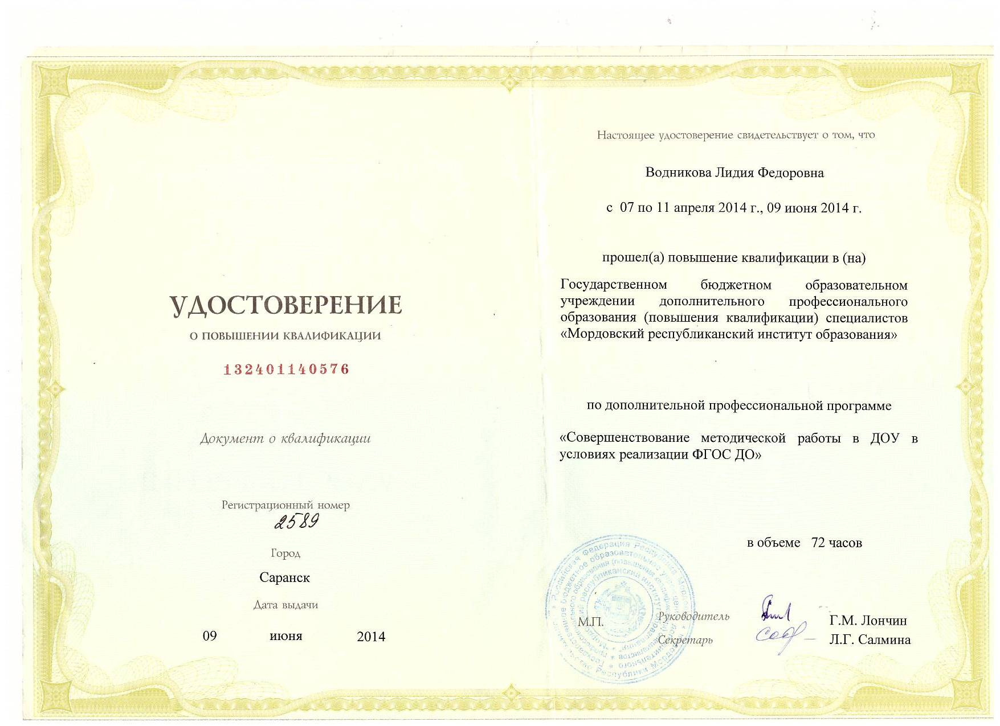 УДОСТОВЕРЕНИЕ
О ПОВЫШЕНИИ КВАЛИФИКАЦИИ
132401140576
Документ о квалификации
Регистрационный номер
2589
Город
Саранск
Дата выдачи
09 июня 2014
Настоящее удостоверение свидетельствует о том, что
Водникова Лидия Федоровна
с 07 по 11 апреля 2014 г., 09 июня 2014 г.
прошел(а) повышение квалификации в (на)
Государственном бюджетном образовательном
учреждении дополнительного профессионального
образования (повышения квалификации) специалистов
«Мордовский республиканский институт образования»
по дополнительной профессиональной программе
«Совершенствование методической работы в ДОУ в
условиях реализации ФГОС ДО»
в объеме 72 часов
М.П.
Руководитель Г.М. Лончин
Секретарь Л.Г. Салмина